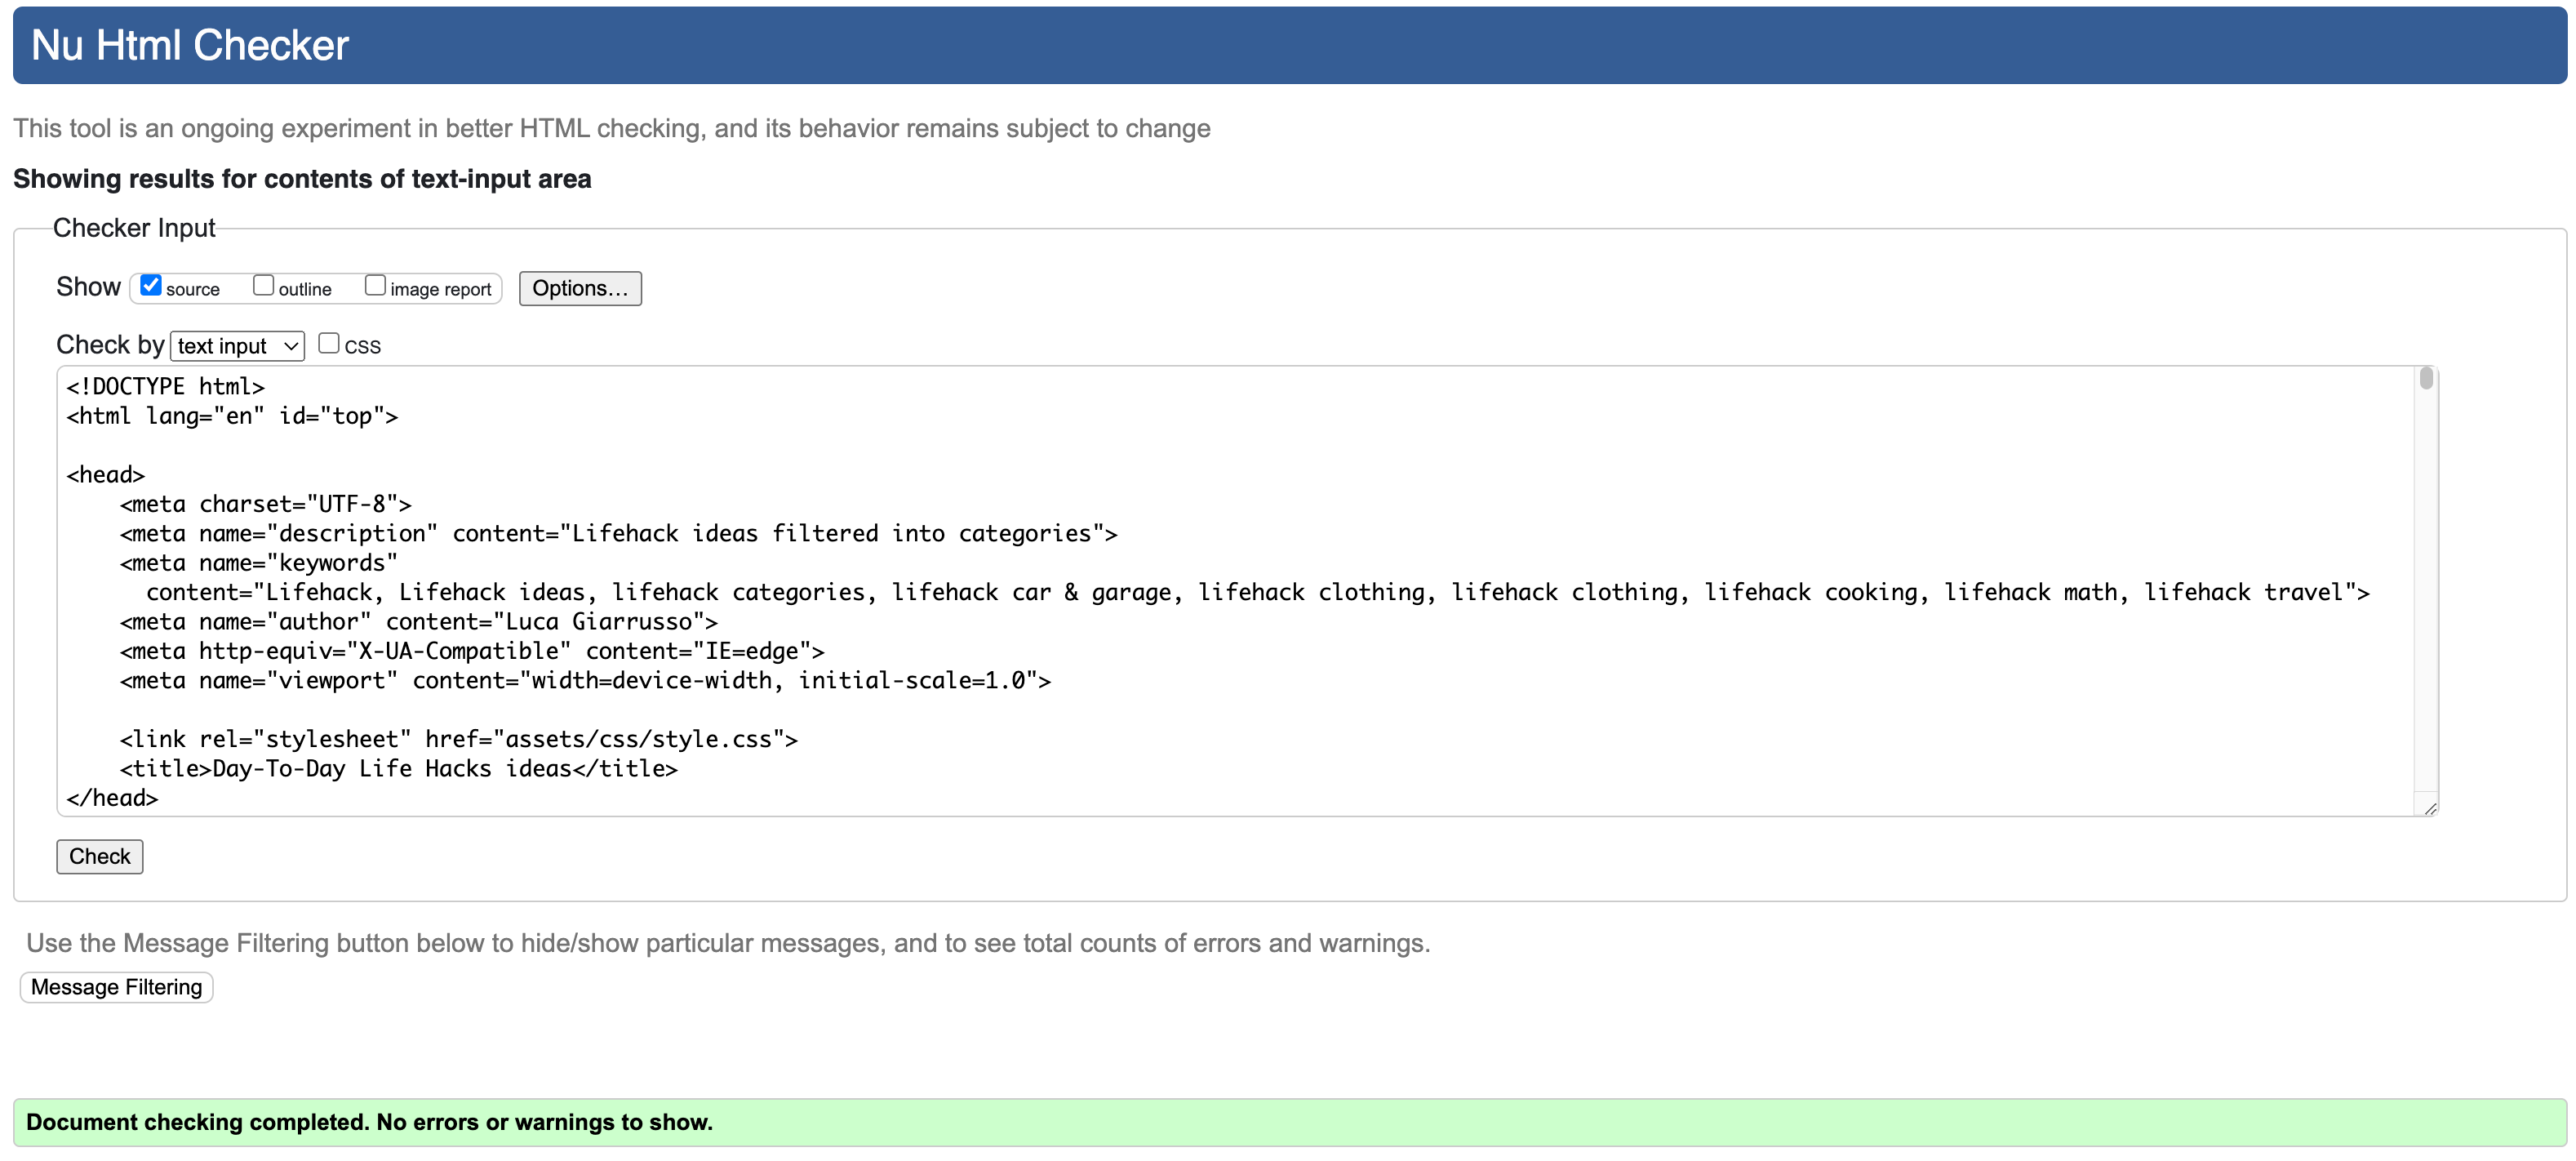 Nu Html Checker
This tool is an ongoing experiment in better HTML checking, and its behavior remains subject to change
Showing results for contents of text-input area
Checker Input
Show source outline image report Options...
Check by text input CSS
<!DOCTYPE html>
<html lang="en" id="top">
<head>
<meta charset="UTF-8">
<meta name="description" content="Lifehack ideas filtered into categories">
<meta name="keywords"
content="Lifehack, Lifehack ideas, lifehack categories, lifehack car & garage, lifehack clothing, lifehack clothing, lifehack cooking, lifehack math, lifehack travel">
<meta name="author" content="Luca Giarrusso">
<meta http-equiv="X-UA-Compatible" content="IE=edge">
<meta name="viewport" content="width=device-width, initial-scale=1.0">
<link rel="stylesheet" href="assets/css/style.css">
<title>Day-To-Day Life Hacks ideas</title>
</head>
Check
Use the Message Filtering button below to hide/show particular messages, and to see total counts of errors and warnings.
Message Filtering
Document checking completed. No errors or warnings to show.